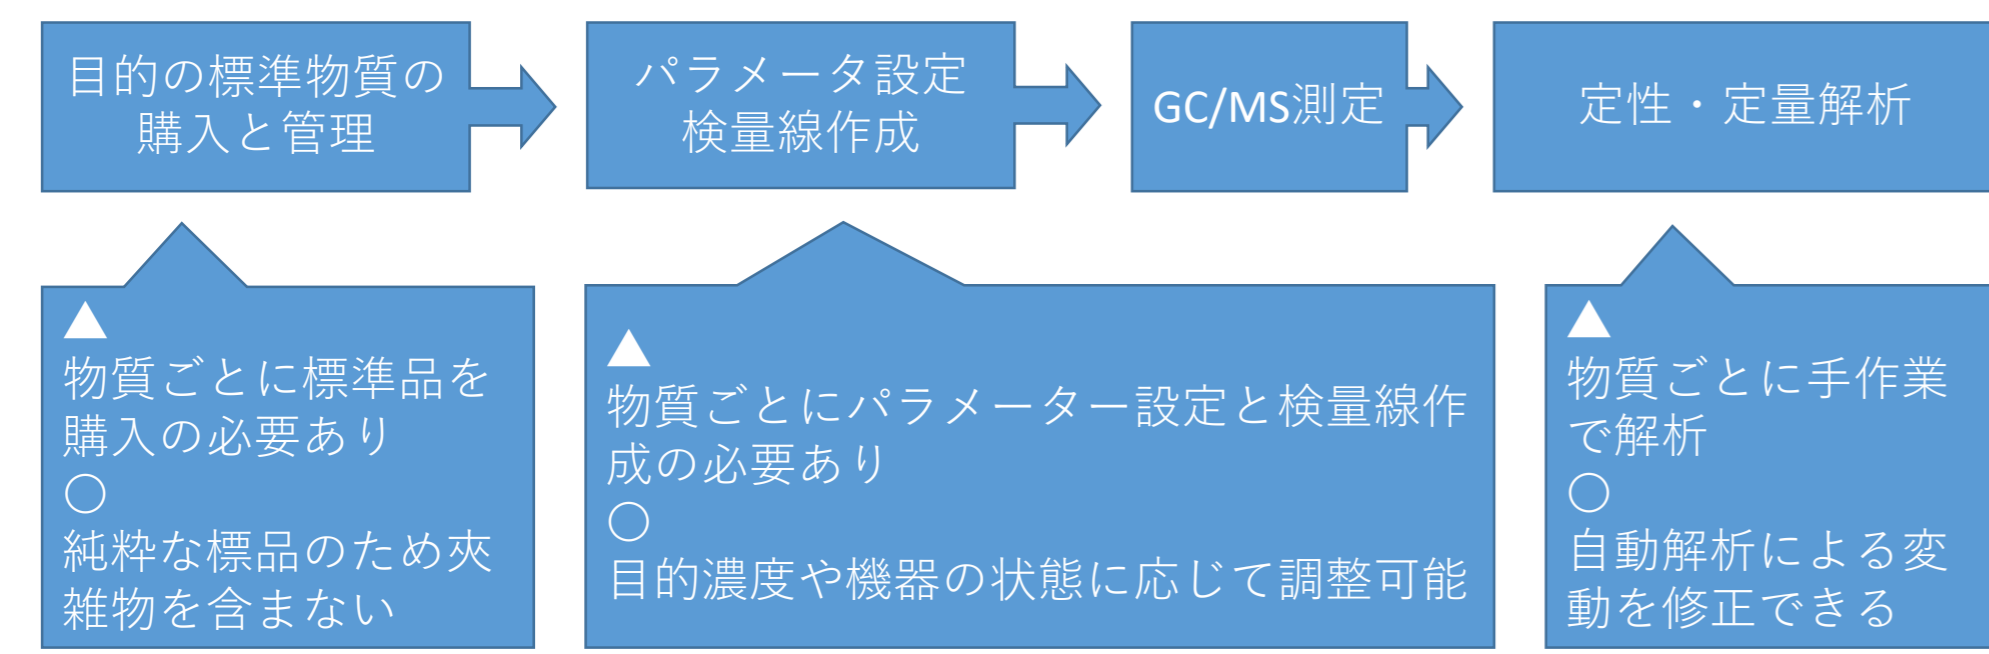 目的の標準物質の
購入と管理
パラメータ設定
検量線作成
GC/MS測定
定性・定量解析
▲
物質ごとに標準品を
購入の必要あり
○
純粋な標品のため夾
雑物を含まない
▲
物質ごとにパラメーター設定と検量線作
成の必要あり
○
目的濃度や機器の状態に応じて調整可能
▲
物質ごとに手作業
で解析
○
自動解析による変
動を修正できる